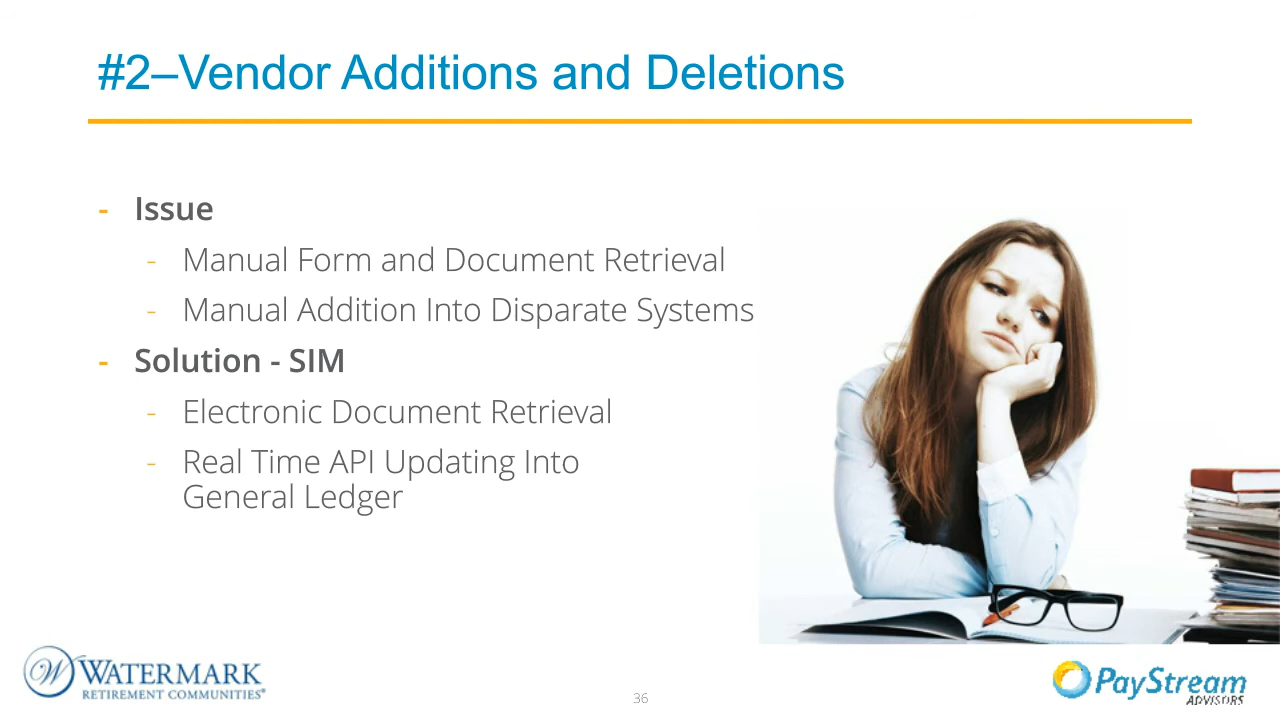 #2–Vendor Additions and Deletions
- Issue
- Manual Form and Document Retrieval
- Manual Addition Into Disparate Systems
- Solution - SIM
- Electronic Document Retrieval
- Real Time API Updating Into
General Ledger
W WATERMARK
RETIREMENT COMMUNITIES®
36
PayStream
ADVISORS